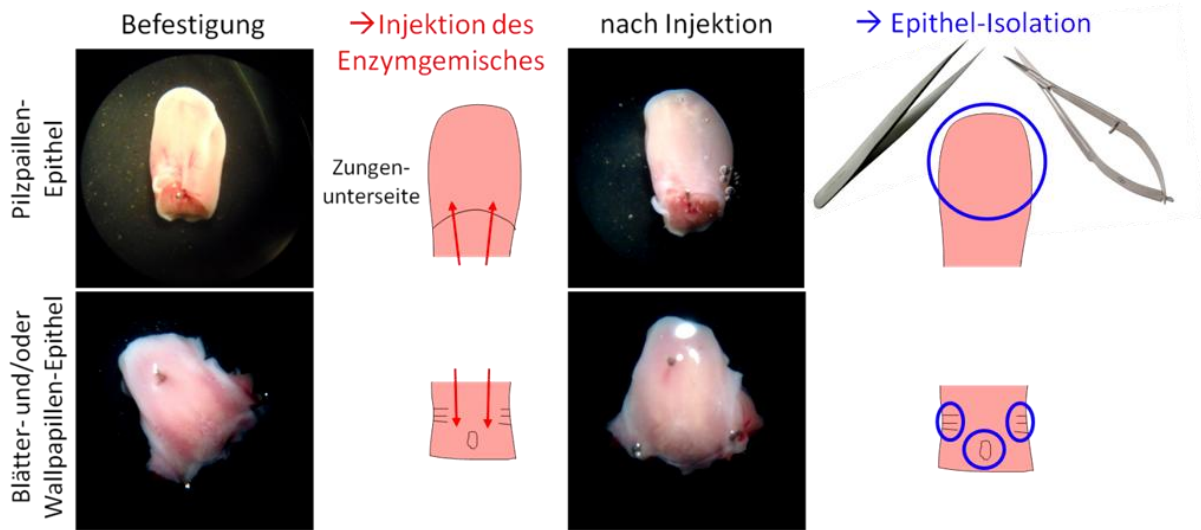 Befestigung
→ Injektion des
Enzymgemisches
nach Injektion
→ Epithel-Isolation
Pilzpaillen-
Epithel
Zungen-
unterseite
Blätter- und/oder
Wallpapillen-Epithel